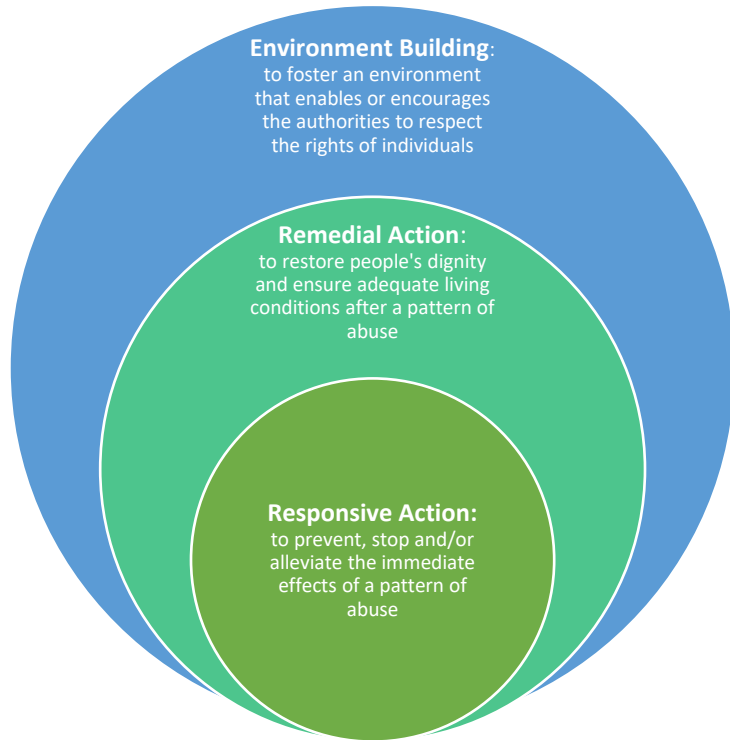 Environment Building:
to foster an environment
that enables or encourages
the authorities to respect
the rights of individuals
Remedial Action:
to restore people's dignity
and ensure adequate living
conditions after a pattern of
abuse
Responsive Action:
to prevent, stop and/or
alleviate the immediate
effects of a pattern of
abuse